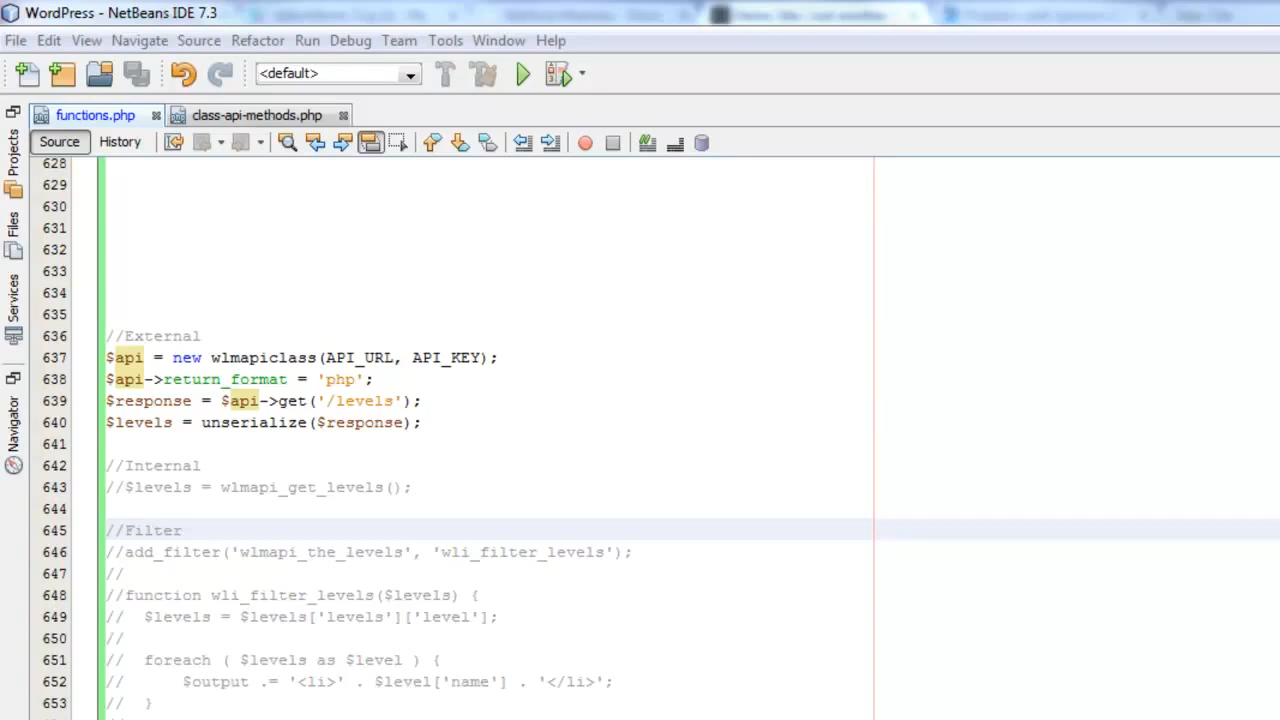 WordPress - NetBeans IDE 7.3
File Edit View Navigate Source Refactor Run Debug Team Tools Window Help
<default>
functions.php class-api-methods.php
Source History
Projects
Files
Services
Navigator
628
629
630
631
632
633
634
635
636 //External
637 $api = new wlmapiclass(API_URL, API_KEY);
638 $api->return_format = 'php';
639 $response = $api->get('/levels');
640 $levels = unserialize($response);
641
642 //Internal
643 //$levels = wlmapi_get_levels();
644
645 //Filter
646 //add_filter('wlmapi_the_levels', 'wli_filter_levels');
647 //
648 //function wli_filter_levels($levels) {
649 //  $levels = $levels['levels']['level'];
650 //
651 //  foreach ( $levels as $level ) {
652 //      $output .= '<li>' . $level['name'] . '</li>';
653 //  }